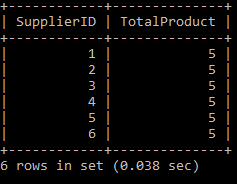 +------------+--------------+
| SupplierID | TotalProduct |
+------------+--------------+
|          1 |            5 |
|          2 |            5 |
|          3 |            5 |
|          4 |            5 |
|          5 |            5 |
|          6 |            5 |
+------------+--------------+
6 rows in set (0.038 sec)